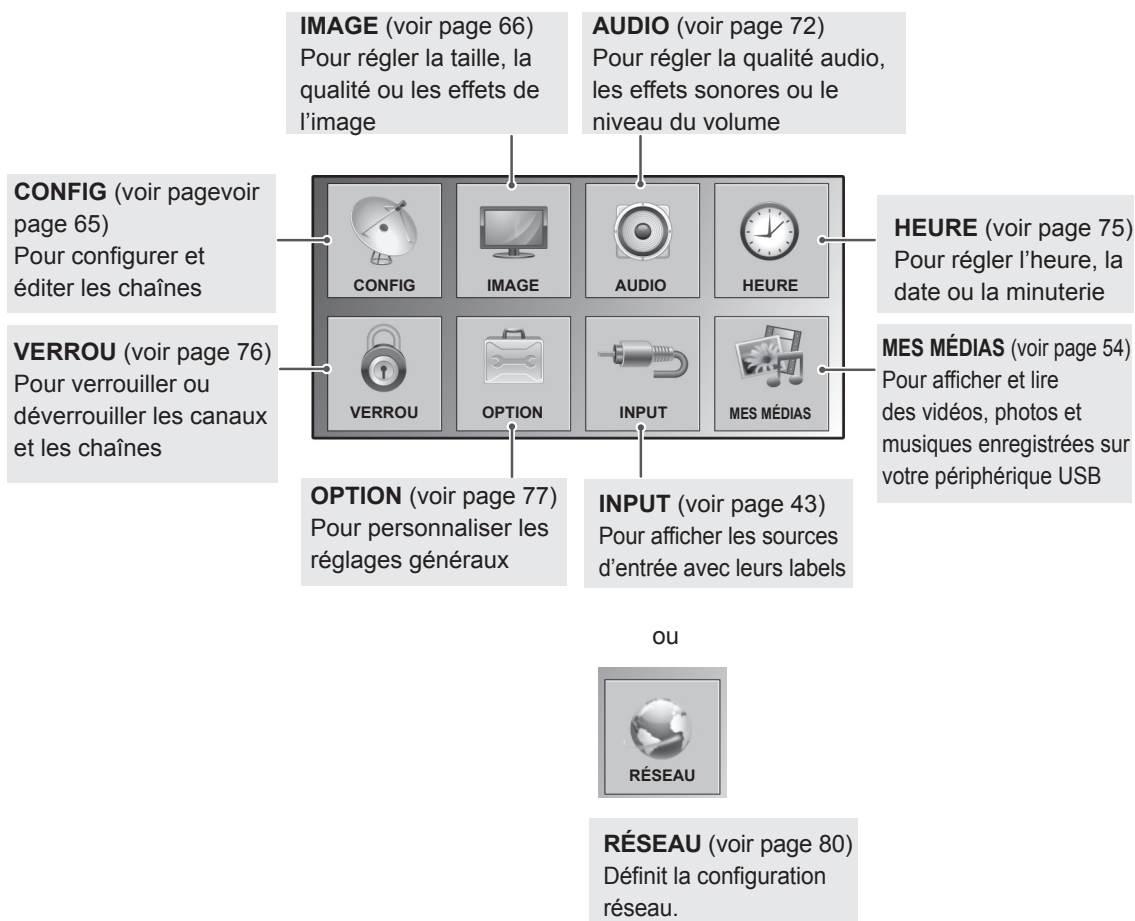 IMAGE (voir page 66)
Pour régler la taille, la
qualité ou les effets de
l’image
AUDIO (voir page 72)
Pour régler la qualité audio,
les effets sonores ou le
niveau du volume
CONFIG (voir pagevoir
page 65)
Pour configurer et
éditer les chaînes
VERROU (voir page 76)
Pour verrouiller ou
déverrouiller les canaux
et les chaînes
CONFIG
IMAGE
AUDIO
HEURE
VERROU
OPTION
INPUT
MES MÉDIAS
HEURE (voir page 75)
Pour régler l’heure, la
date ou la minuterie
MES MÉDIAS (voir page 54)
Pour afficher et lire
des vidéos, photos et
musiques enregistrées sur
votre périphérique USB
OPTION (voir page 77)
Pour personnaliser les
réglages généraux
INPUT (voir page 43)
Pour afficher les sources
d’entrée avec leurs labels
ou
RÉSEAU
RÉSEAU (voir page 80)
Définit la configuration
réseau.